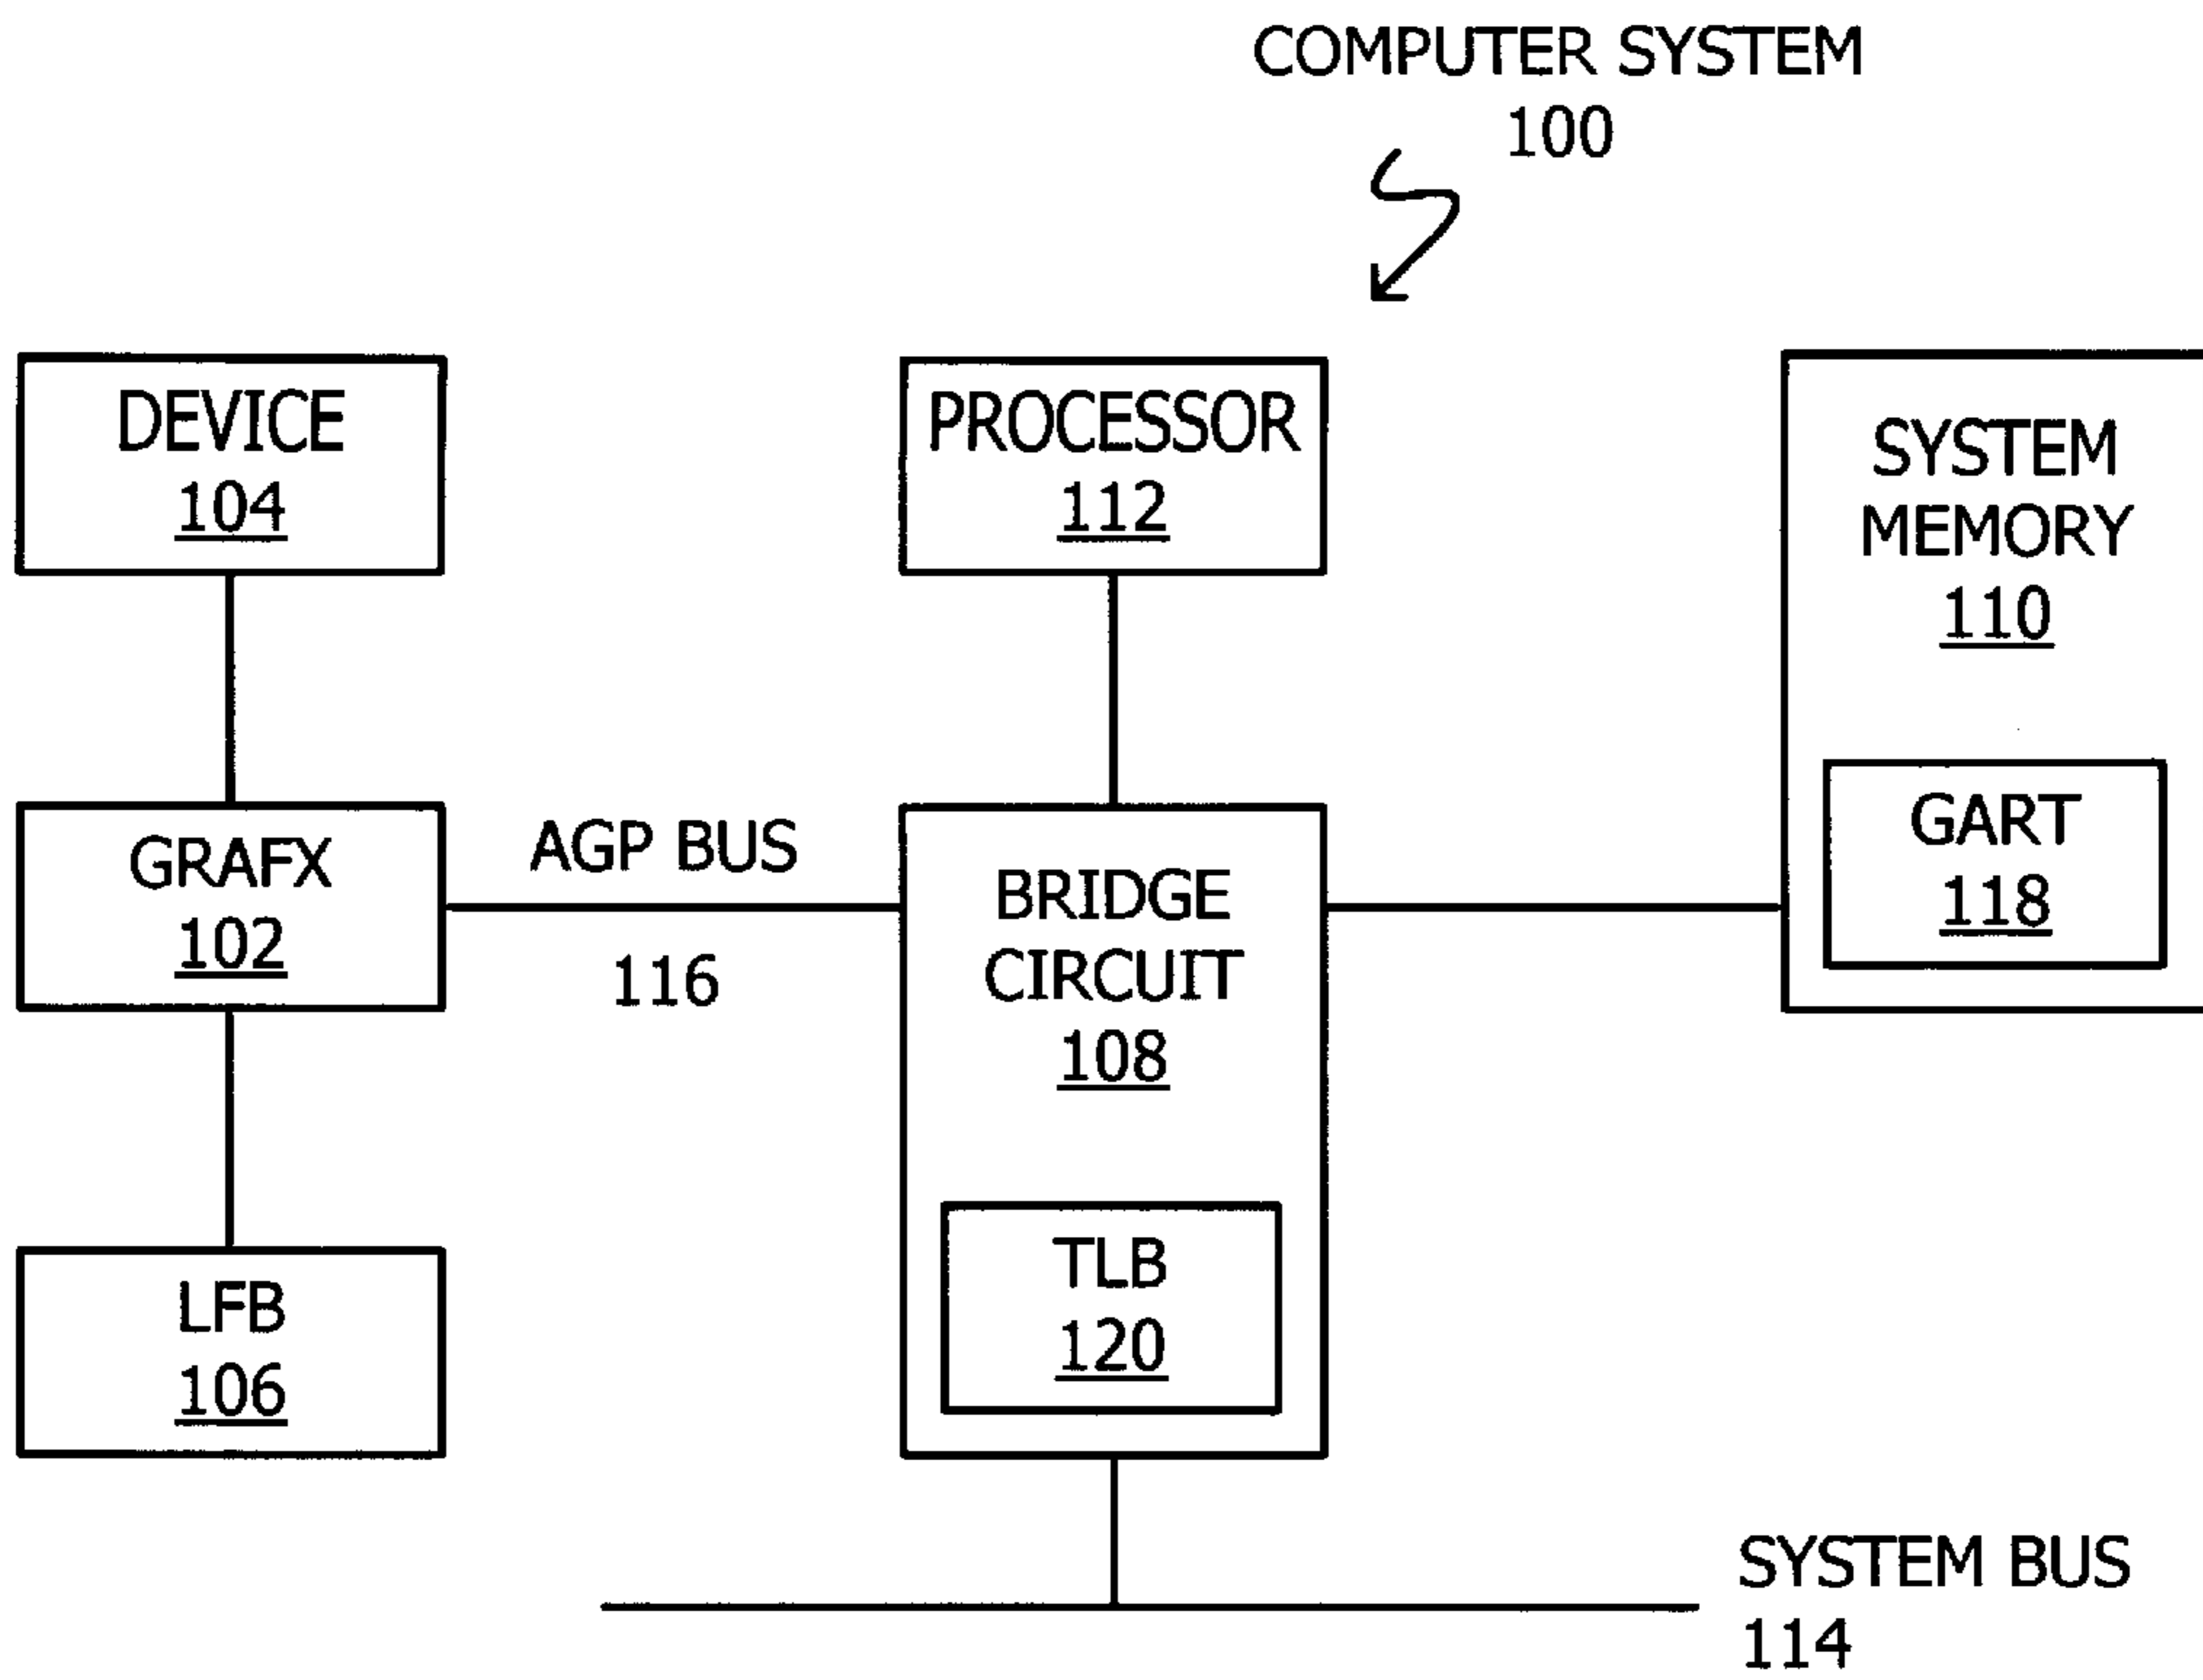 COMPUTER SYSTEM
100
DEVICE
104
PROCESSOR
112
SYSTEM
MEMORY
110
GART
118
GRAFX
102
AGP BUS
116
BRIDGE
CIRCUIT
108
TLB
120
LFB
106
SYSTEM BUS
114